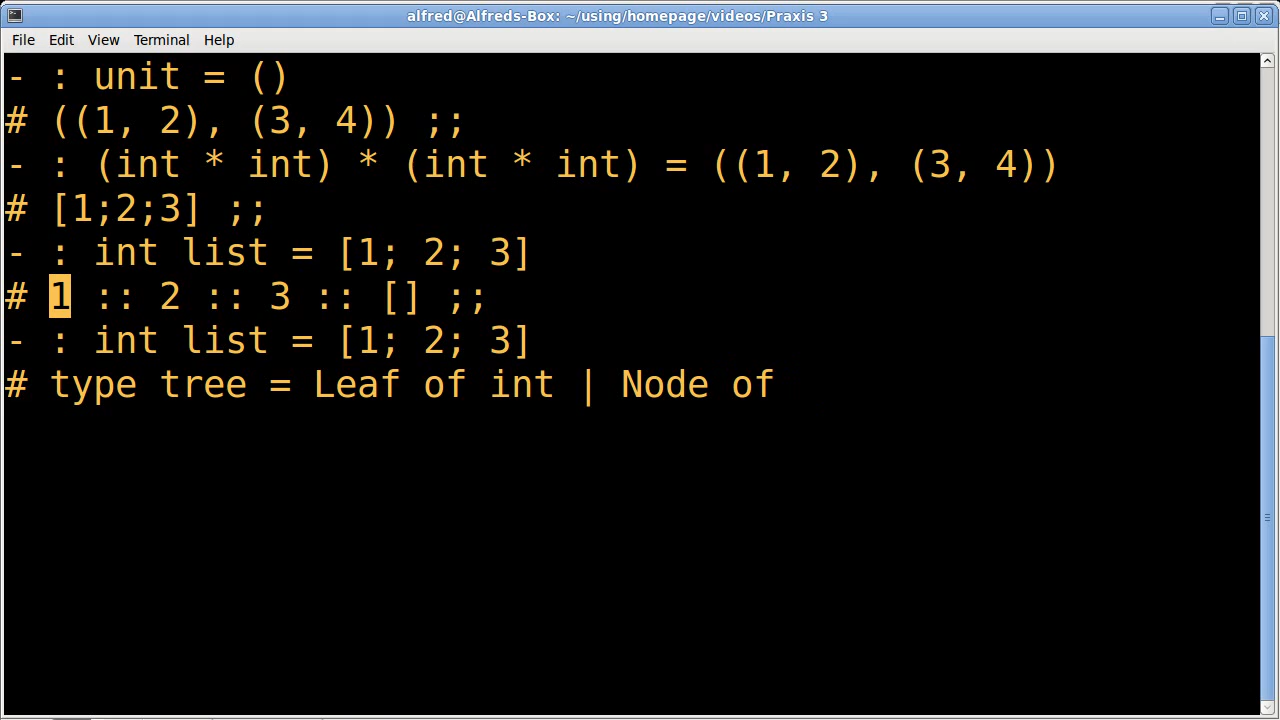 alfred@Alfreds-Box: ~/using/homepage/videos/Praxis 3
File Edit View Terminal Help
- : unit = ()
# ((1, 2), (3, 4)) ;;
- : (int * int) * (int * int) = ((1, 2), (3, 4))
# [1;2;3] ;;
- : int list = [1; 2; 3]
# 1 :: 2 :: 3 :: [] ;;
- : int list = [1; 2; 3]
# type tree = Leaf of int | Node of